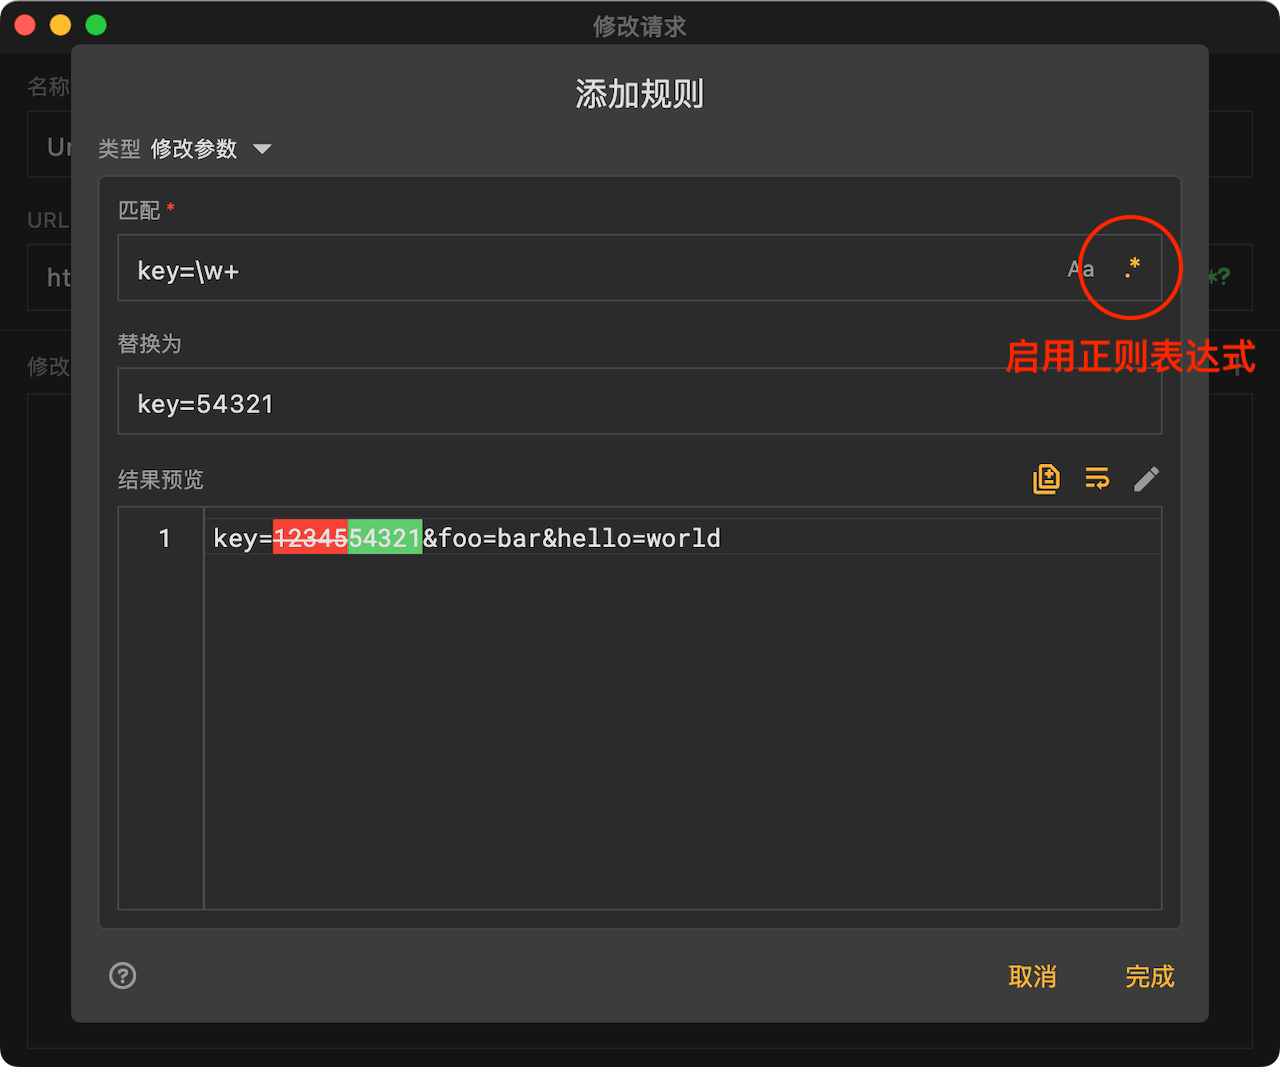 修改请求
名称
添加规则
Ur
类型 修改参数
URL
匹配 *
ht
key=\w+
Aa .*
*?
启用正则表达式
替换为
修改
key=54321
结果预览
1 key=1234554321&foo=bar&hello=world
?
取消 完成